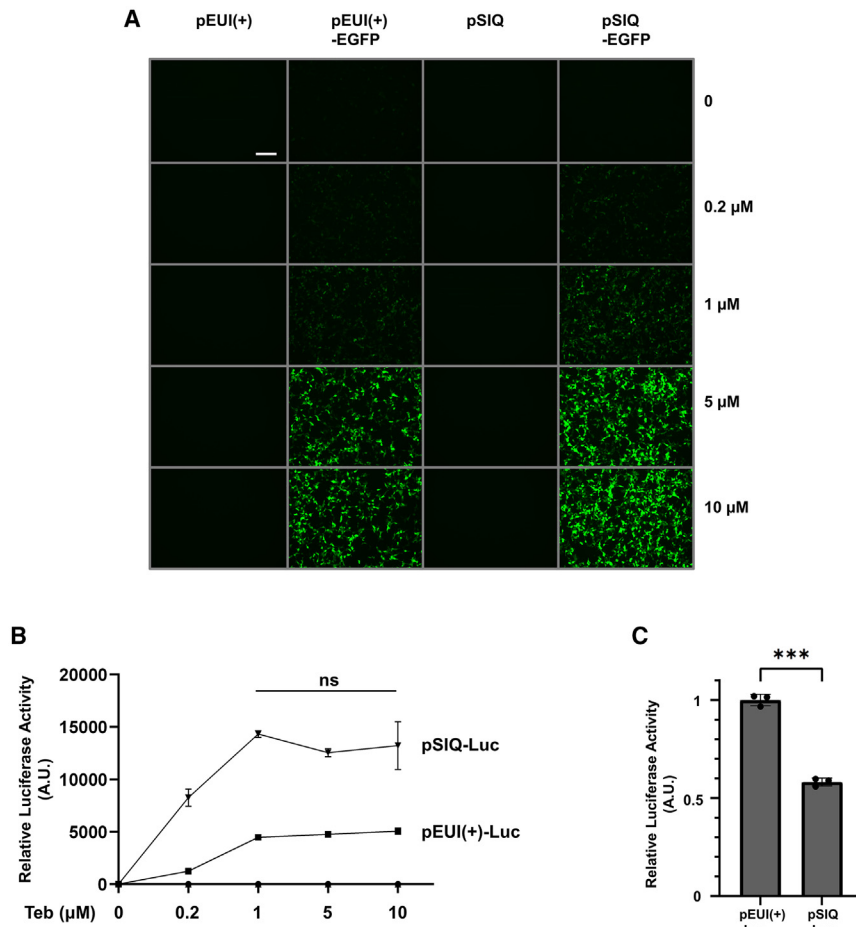 A
pEUI(+)
pEUI(+)
-EGFP
pSIQ
pSIQ
-EGFP
0
0.2 µM
1 µM
5 µM
10 µM
B
Relative Luciferase Activity
(A.U.)
20000
15000
10000
5000
0
ns
pSIQ-Luc
pEUI(+)-Luc
Teb (µM)
0
0.2
1
5
10
C
Relative Luciferase Activity
(A.U.)
1
0.5
0
***
pEUI(+)
pSIQ